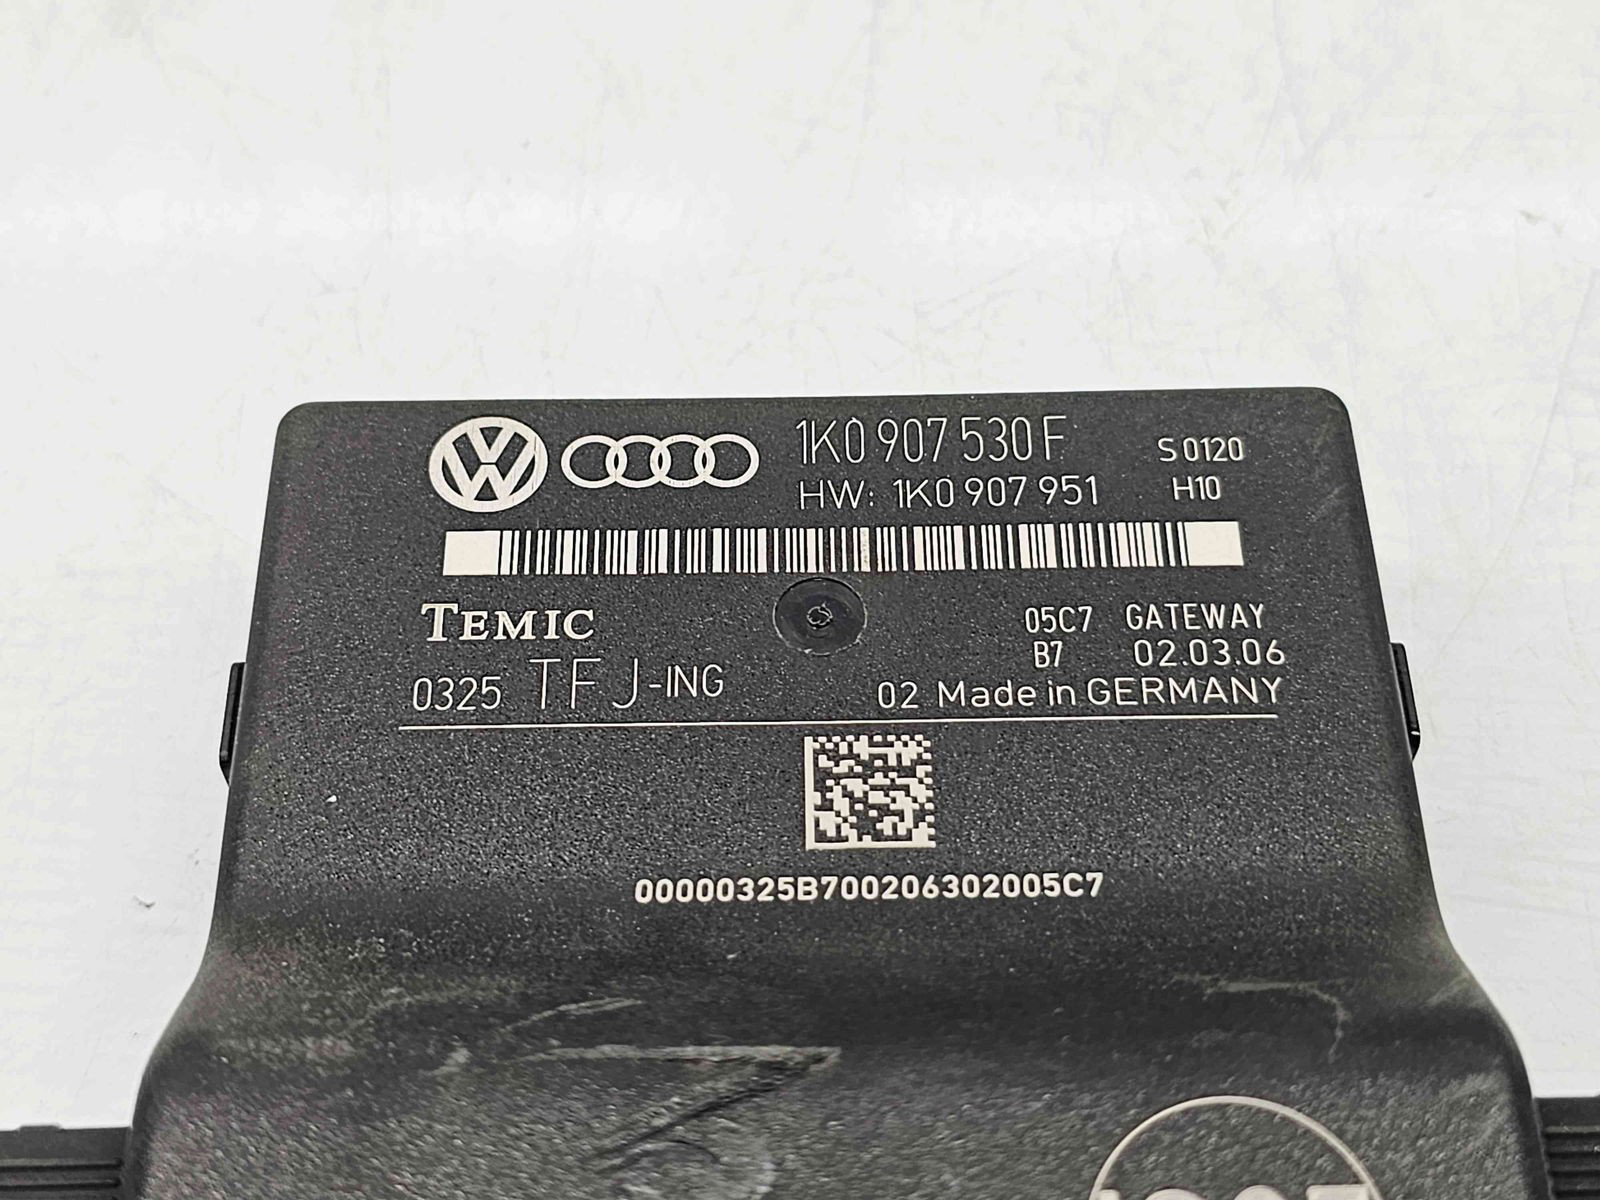 1K0 907 530 F S 0120
HW: 1K0 907 951 H10
TEMIC 05C7 GATEWAY
B7 02.03.06
0325 TFJ-ING 02 Made in GERMANY
00000325B700206302005C7